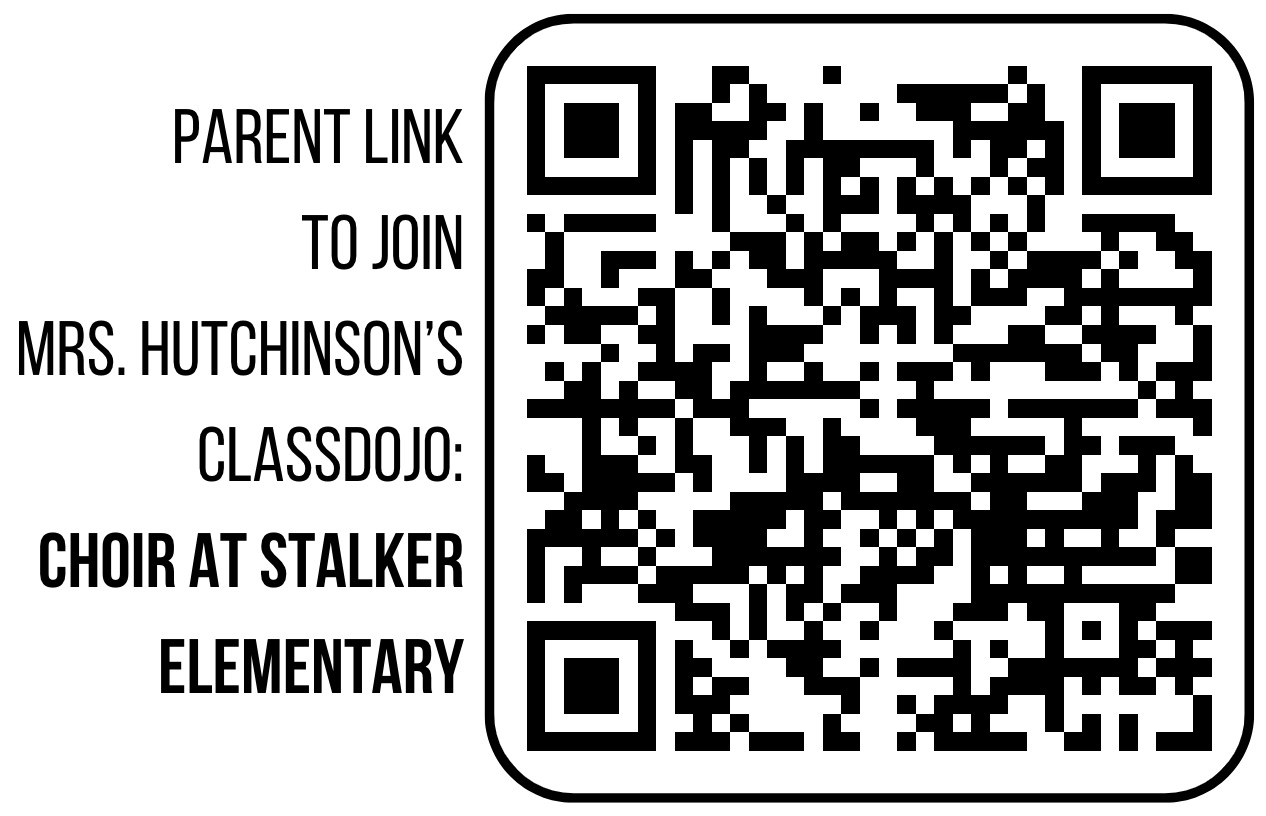 PARENT LINK
TO JOIN
MRS. HUTCHINSON’S
CLASSDOJO:
CHOIR AT STALKER
ELEMENTARY